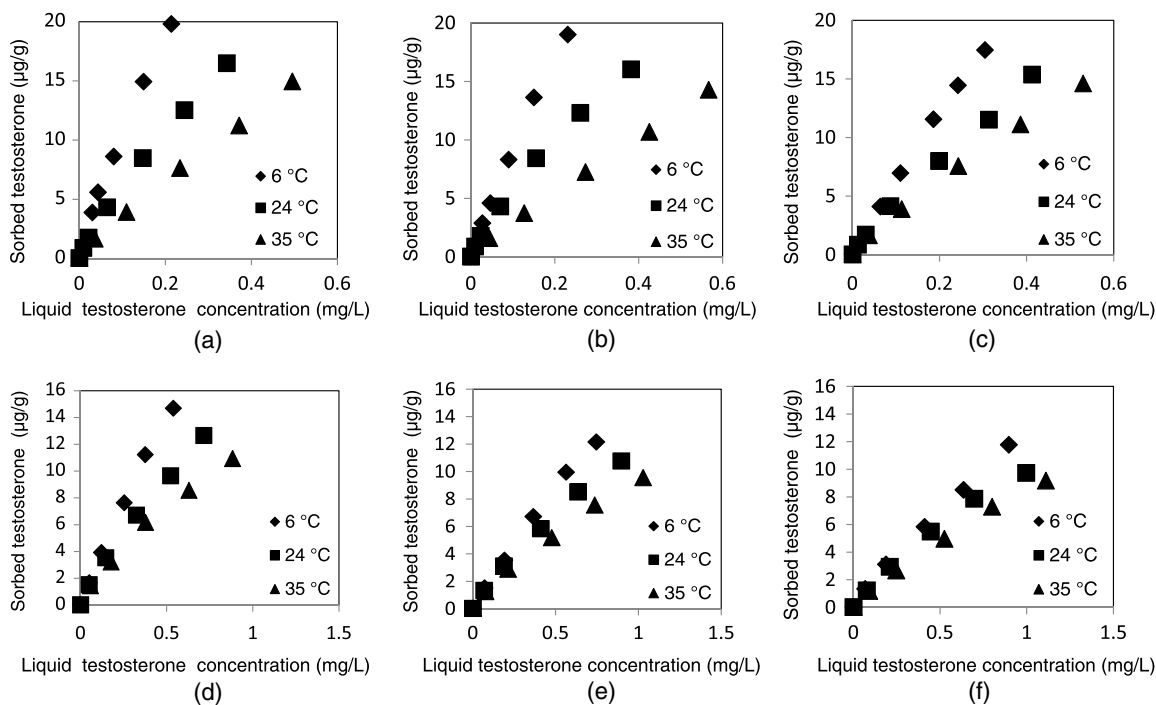 Sorbed testosterone (µg/g)
20
15
10
5
0
0 0.2 0.4 0.6
6 °C
24 °C
35 °C
Liquid testosterone concentration (mg/L)
(a)
Sorbed testosterone (µg/g)
20
15
10
5
0
0 0.2 0.4 0.6
6 °C
24 °C
35 °C
Liquid testosterone concentration (mg/L)
(b)
Sorbed testosterone (µg/g)
20
15
10
5
0
0 0.2 0.4 0.6
6 °C
24 °C
35 °C
Liquid testosterone concentration (mg/L)
(c)
Sorbed testosterone (µg/g)
16
14
12
10
8
6
4
2
0
0 0.5 1 1.5
6 °C
24 °C
35 °C
Liquid testosterone concentration (mg/L)
(d)
Sorbed testosterone (µg/g)
16
14
12
10
8
6
4
2
0
0 0.5 1 1.5
6 °C
24 °C
35 °C
Liquid testosterone concentration (mg/L)
(e)
Sorbed testosterone (µg/g)
16
14
12
10
8
6
4
2
0
0 0.5 1 1.5
6 °C
24 °C
35 °C
Liquid testosterone concentration (mg/L)
(f)